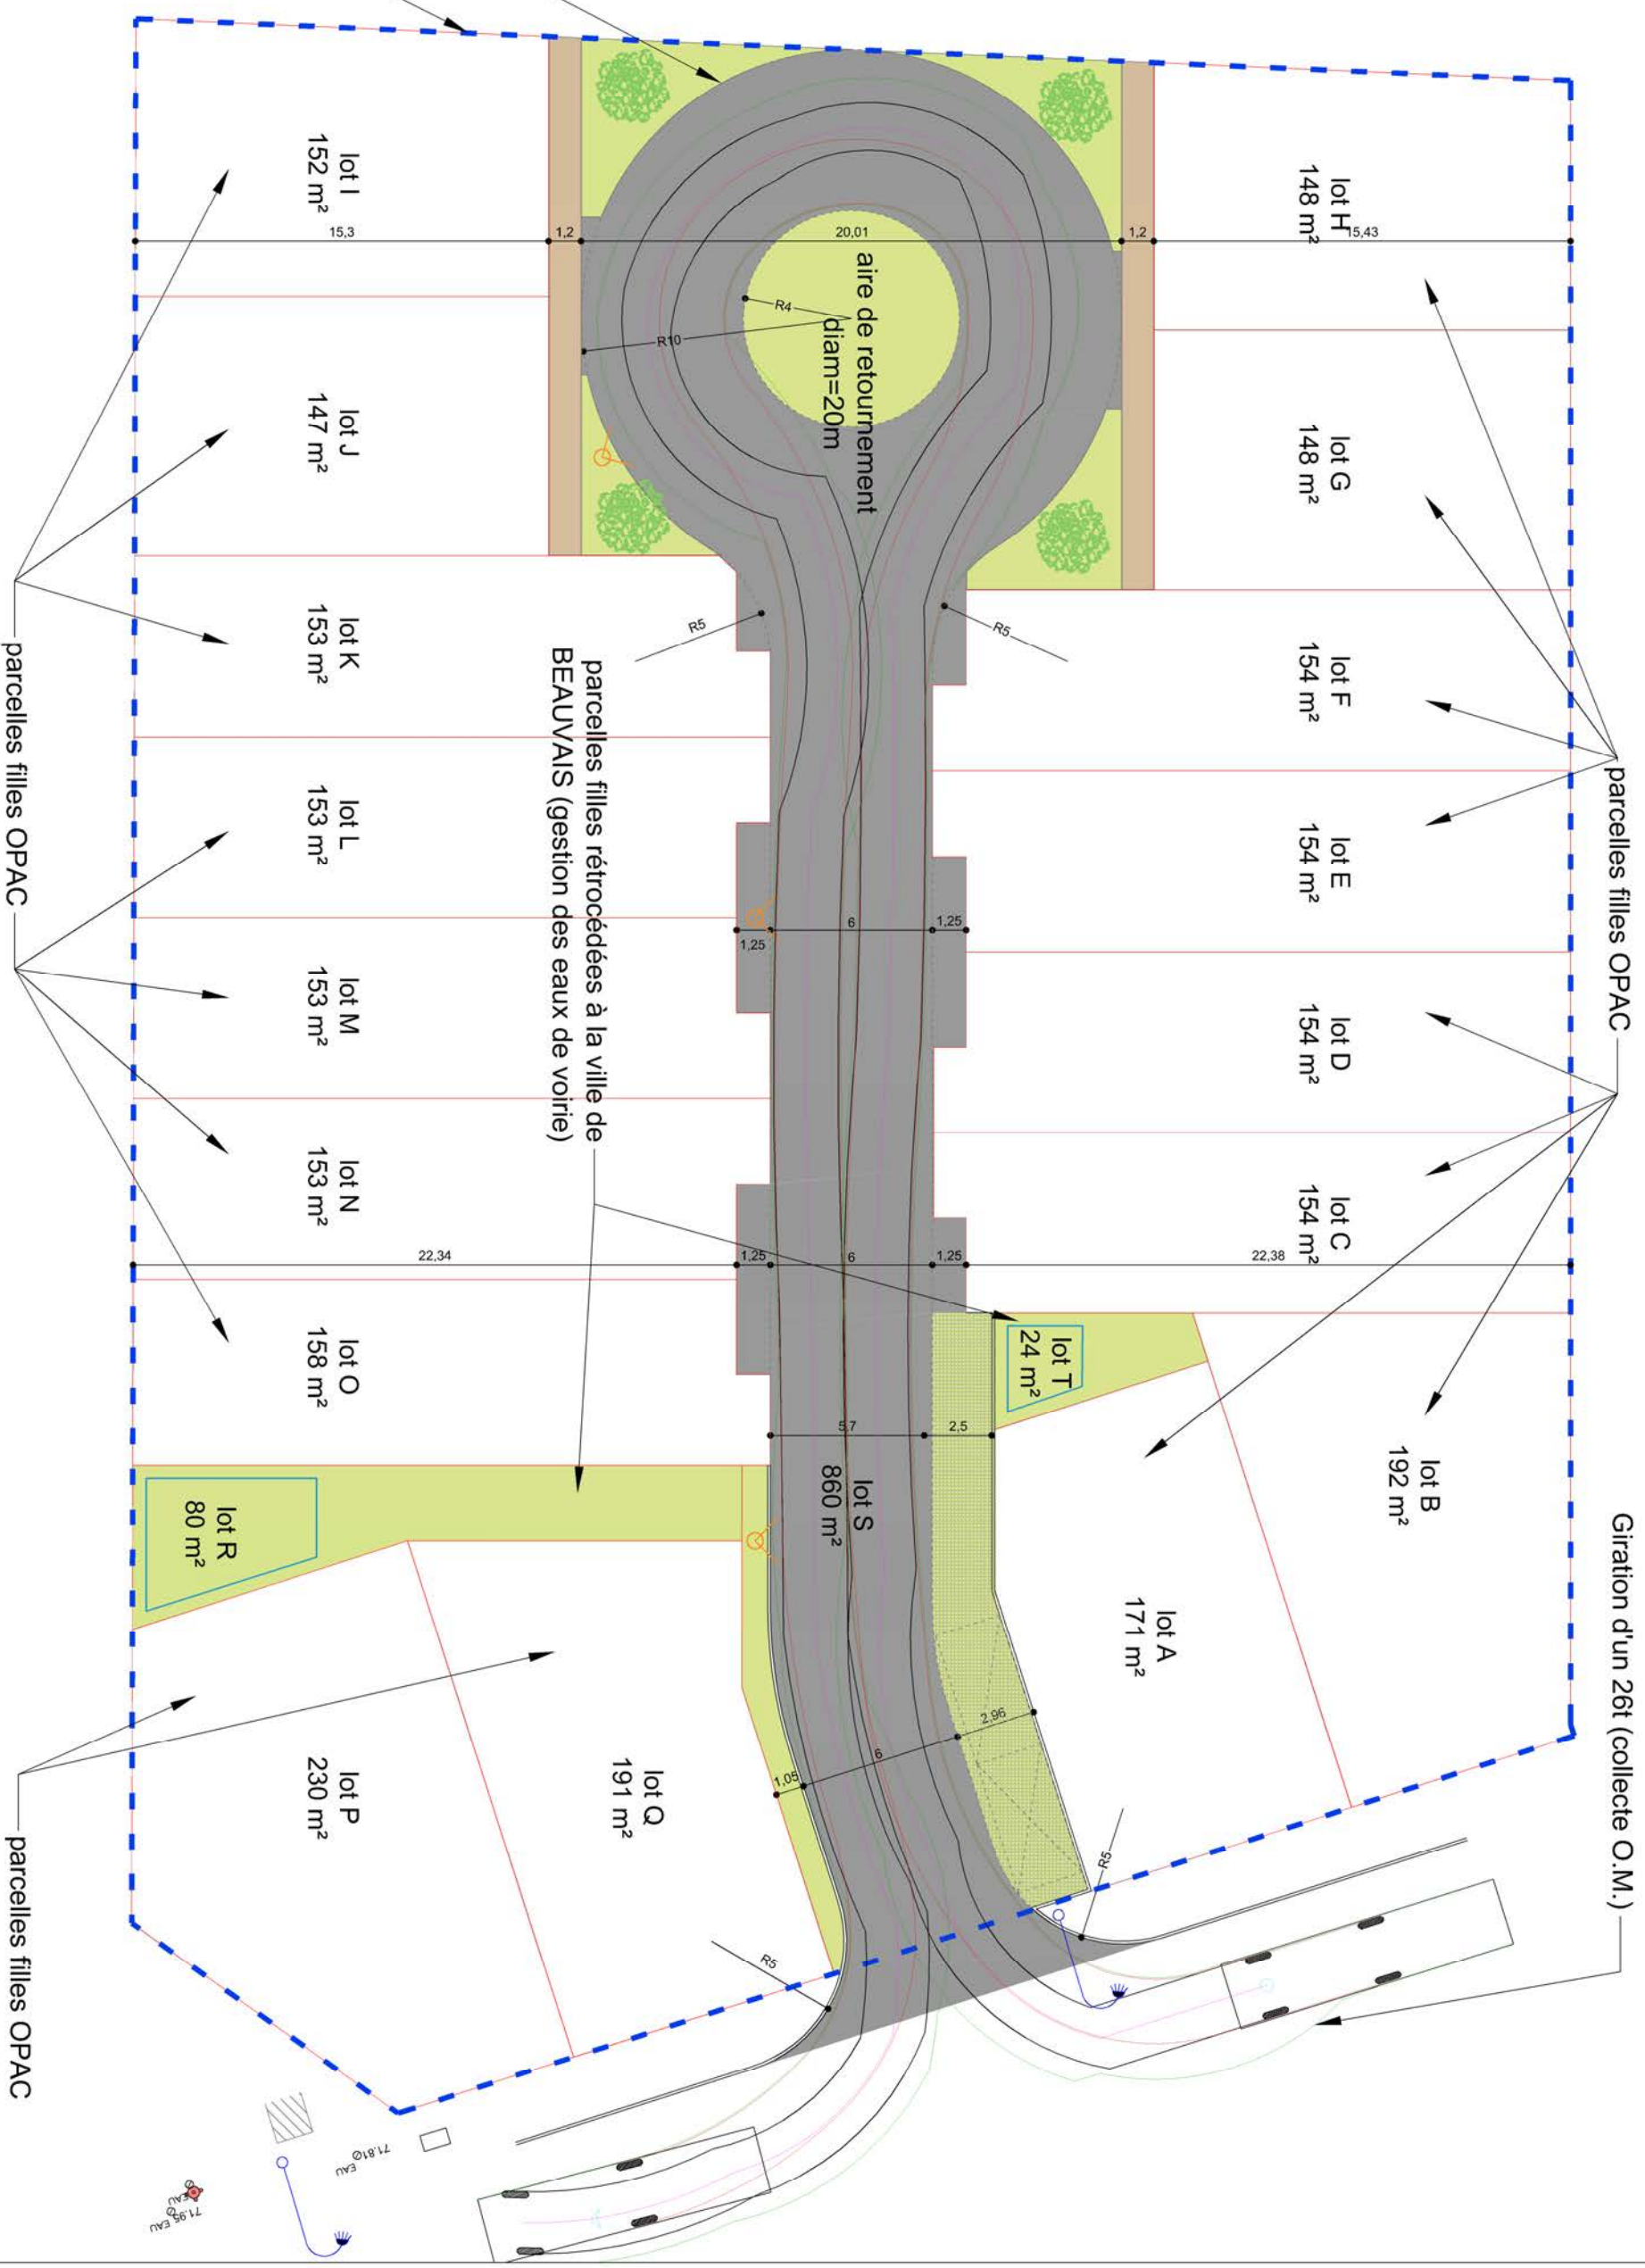 parcelles filles OPAC
Giration d'un 26t (collecte O.M.)
lot H
148 m²
lot G
148 m²
lot F
154 m²
lot E
154 m²
lot D
154 m²
lot C
154 m²
lot B
192 m²
lot A
171 m²
lot T
24 m²
15,43
1,2
20,01
1,2
15,3
aire de retournement
diam=20m
R4
R10
R5
R5
1,25
6
1,25
22,38
1,25
6
1,25
22,34
2,5
5,7
lot S
860 m²
2,96
6
1,05
R5
R5
parcelles filles rétrocédées à la ville de
BEAUVAIS (gestion des eaux de voirie)
lot I
152 m²
lot J
147 m²
lot K
153 m²
lot L
153 m²
lot M
153 m²
lot N
153 m²
lot O
158 m²
lot R
80 m²
lot Q
191 m²
lot P
230 m²
parcelles filles OPAC
parcelles filles OPAC
71.81
EAU
EAU
71.95 EAU